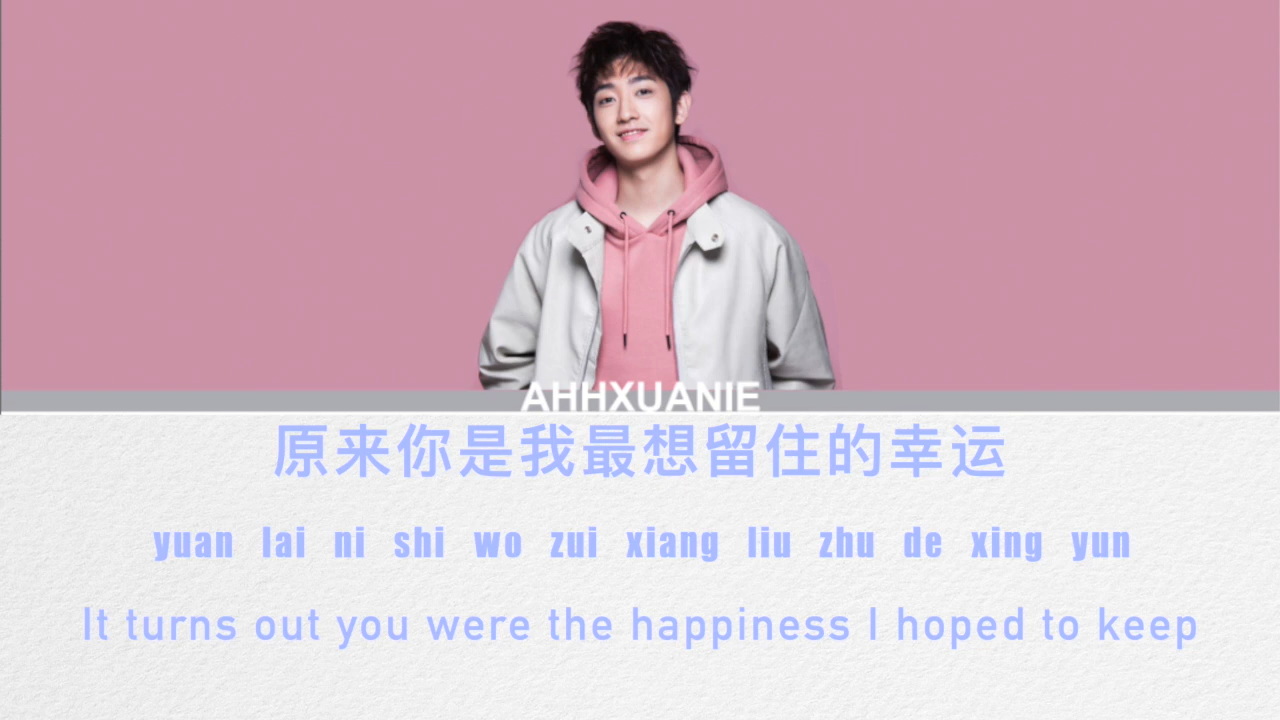 AHHXUANIE
原来你是我最想留住的幸运
yuan lai ni shi wo zui xiang liu zhu de xing yun
It turns out you were the happiness I hoped to keep